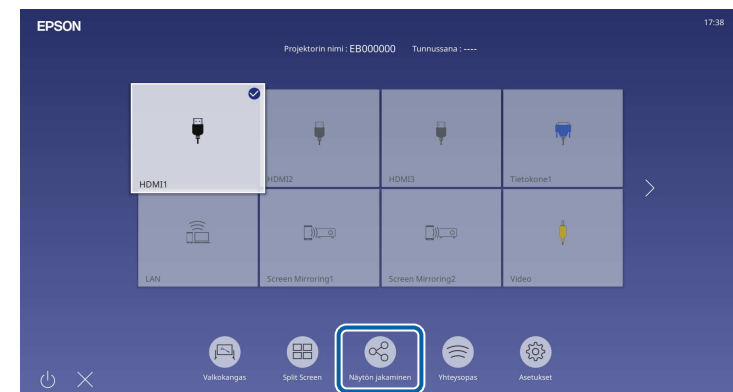 EPSON
17:38
Projektorin nimi : EB000000 Tunnussana : ----
HDMI1
HDMI2
HDMI3
Tietokone1
LAN
Screen Mirroring1
Screen Mirroring2
Video
Valkokangas
Split Screen
Näytön jakaminen
Yhteysopas
Asetukset